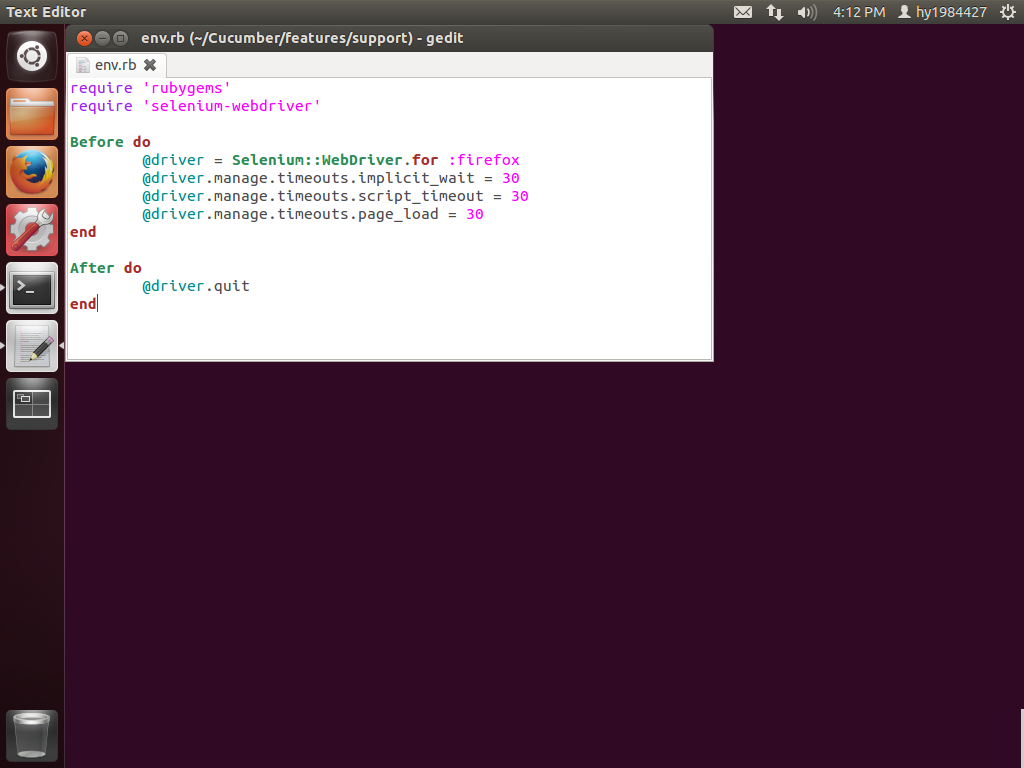 Text Editor
4:12 PM
hy1984427
env.rb (~/Cucumber/features/support) - gedit
env.rb
require 'rubygems'
require 'selenium-webdriver'
Before do
@driver = Selenium::WebDriver.for :firefox
@driver.manage.timeouts.implicit_wait = 30
@driver.manage.timeouts.script_timeout = 30
@driver.manage.timeouts.page_load = 30
end
After do
@driver.quit
end